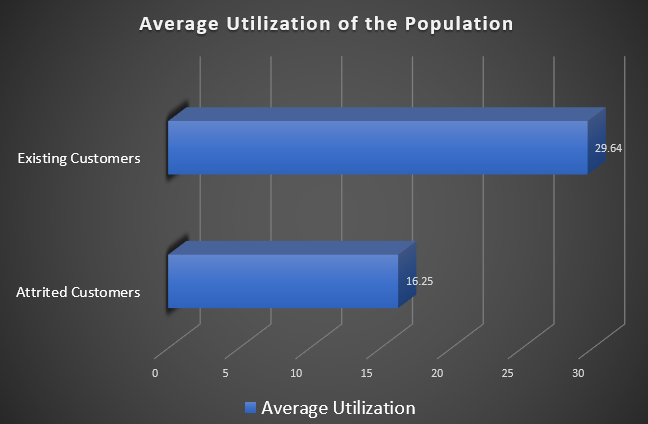 Average Utilization of the Population
Existing Customers
29.64
Attrited Customers
16.25
0 5 10 15 20 25 30
Average Utilization